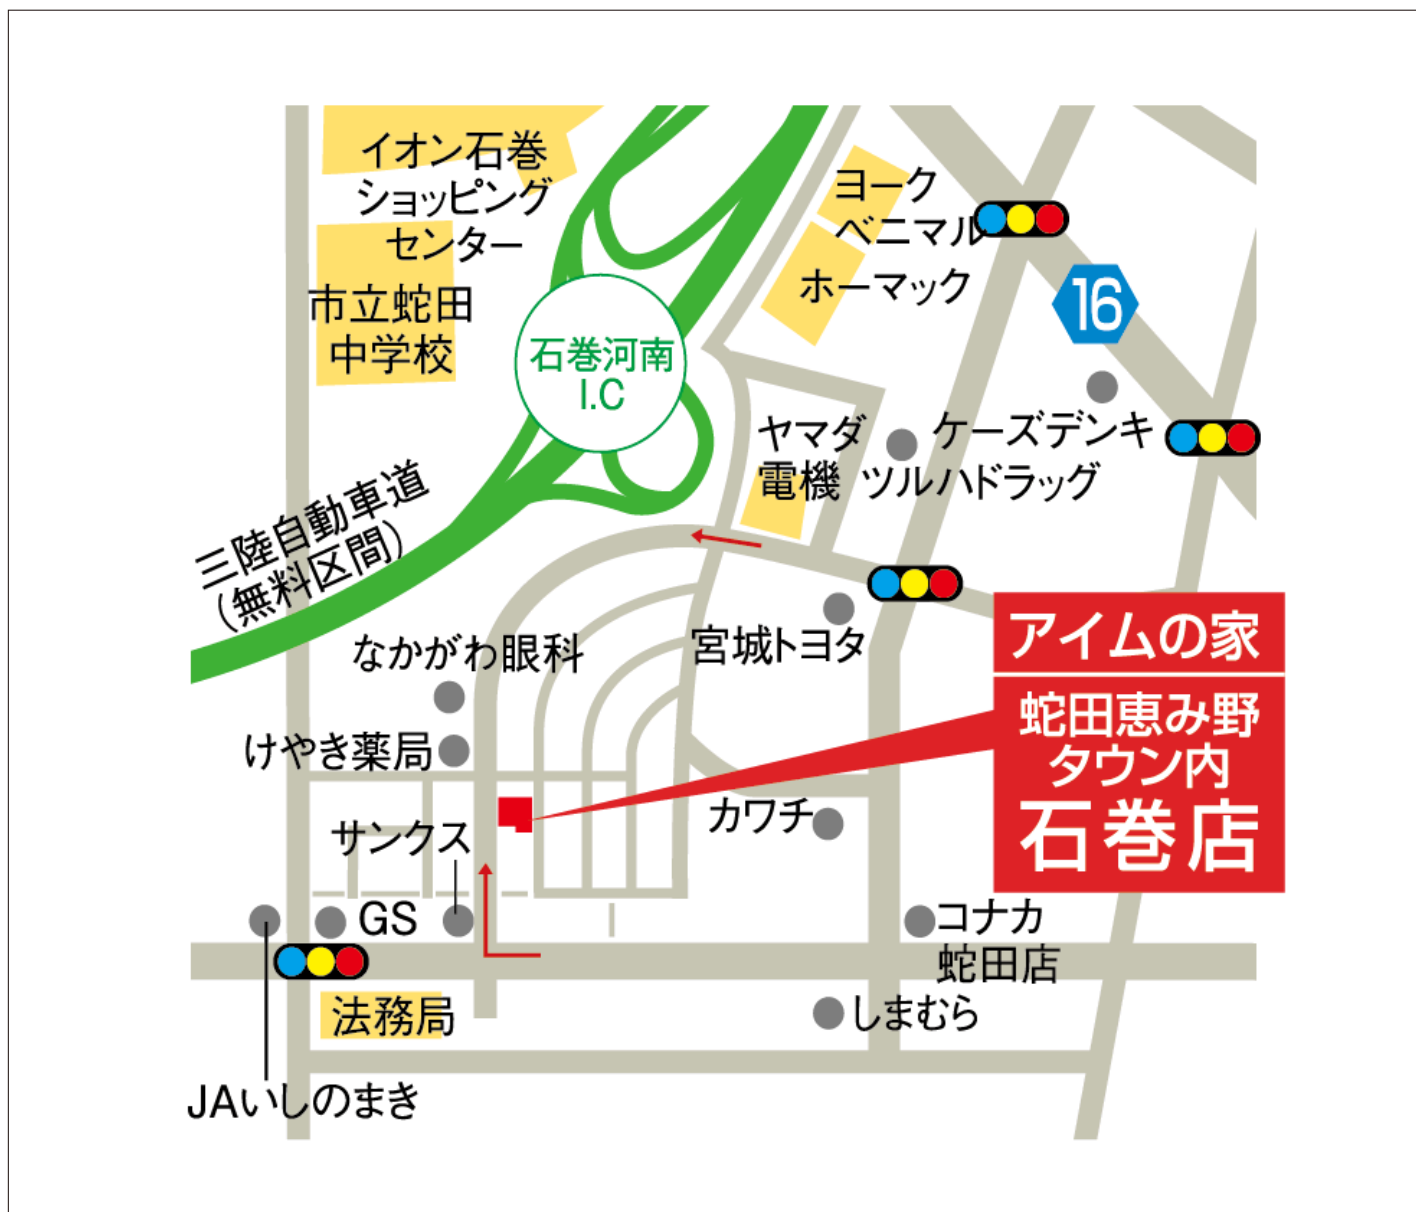 イオン石巻
ショッピング
センター
市立蛇田
中学校
石巻河南
I.C
ヨーク
ベニマル
ホーマック
16
ケーズデンキ
ヤマダ
電機
ツルハドラッグ
三陸自動車道
(無料区間)
宮城トヨタ
なかがわ眼科
けやき薬局
サンクス
カワチ
アイムの家
蛇田恵み野
タウン内
石巻店
GS
コナカ
蛇田店
法務局
しまむら
JAいしのまき